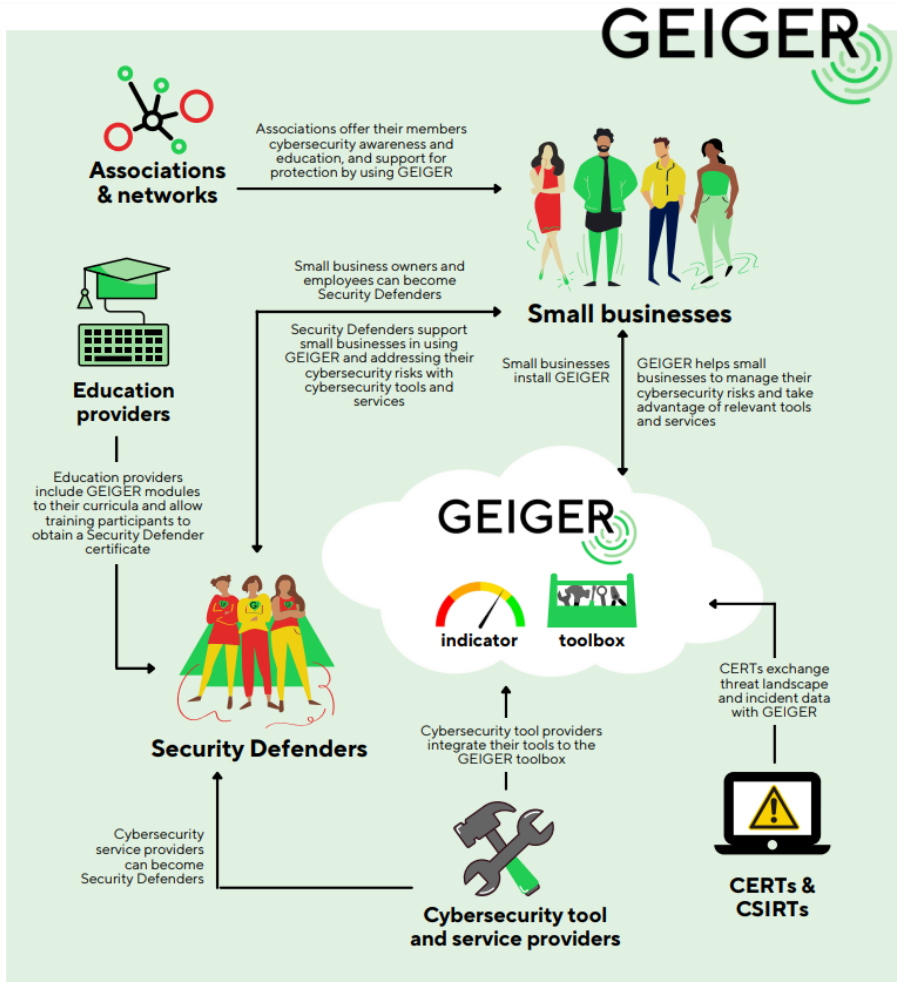 GEIGER
Associations
& networks
Associations offer their members
cybersecurity awareness and
education, and support for
protection by using GEIGER
Small businesses
Education
providers
Small business owners and
employees can become
Security Defenders
Security Defenders support
small businesses in using
GEIGER and addressing their
cybersecurity risks with
cybersecurity tools and
services
Small businesses
install GEIGER
GEIGER helps small
businesses to manage their
cybersecurity risks and take
advantage of relevant tools
and services
Education providers
include GEIGER modules
to their curricula and allow
training participants to
obtain a Security Defender
certificate
GEIGER
indicator
toolbox
Security Defenders
CERTs exchange
threat landscape
and incident data
with GEIGER
Cybersecurity tool providers
integrate their tools to the
GEIGER toolbox
Cybersecurity
service providers
can become
Security Defenders
Cybersecurity tool
and service providers
CERTs &
CSIRTs